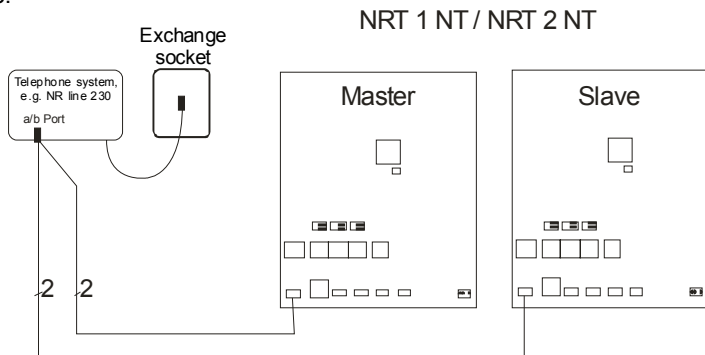 NRT 1 NT / NRT 2 NT
Exchange
socket
Telephone system,
e.g. NR line 230
a/b Port
Master
Slave
2
2